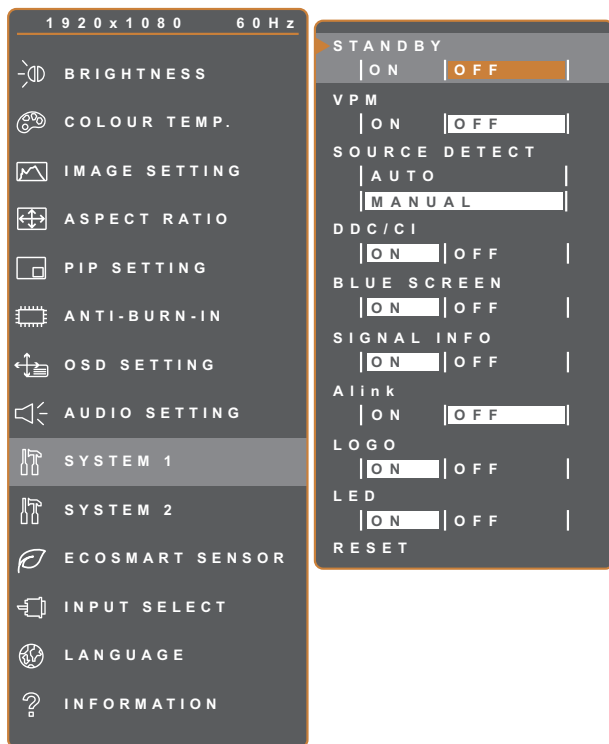 1920x1080 60Hz
BRIGHTNESS
COLOUR TEMP.
IMAGE SETTING
ASPECT RATIO
PIP SETTING
ANTI-BURN-IN
OSD SETTING
AUDIO SETTING
SYSTEM 1
SYSTEM 2
ECOSMART SENSOR
INPUT SELECT
LANGUAGE
INFORMATION
STANDBY
ON OFF
VPM
ON OFF
SOURCE DETECT
AUTO
MANUAL
DDC/CI
ON OFF
BLUE SCREEN
ON OFF
SIGNAL INFO
ON OFF
Alink
ON OFF
LOGO
ON OFF
LED
ON OFF
RESET